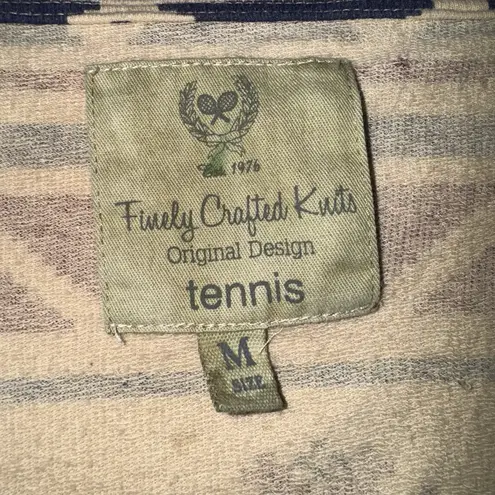 Est. 1976
Finely Crafted Knits
Original Design
tennis
M
SIZE